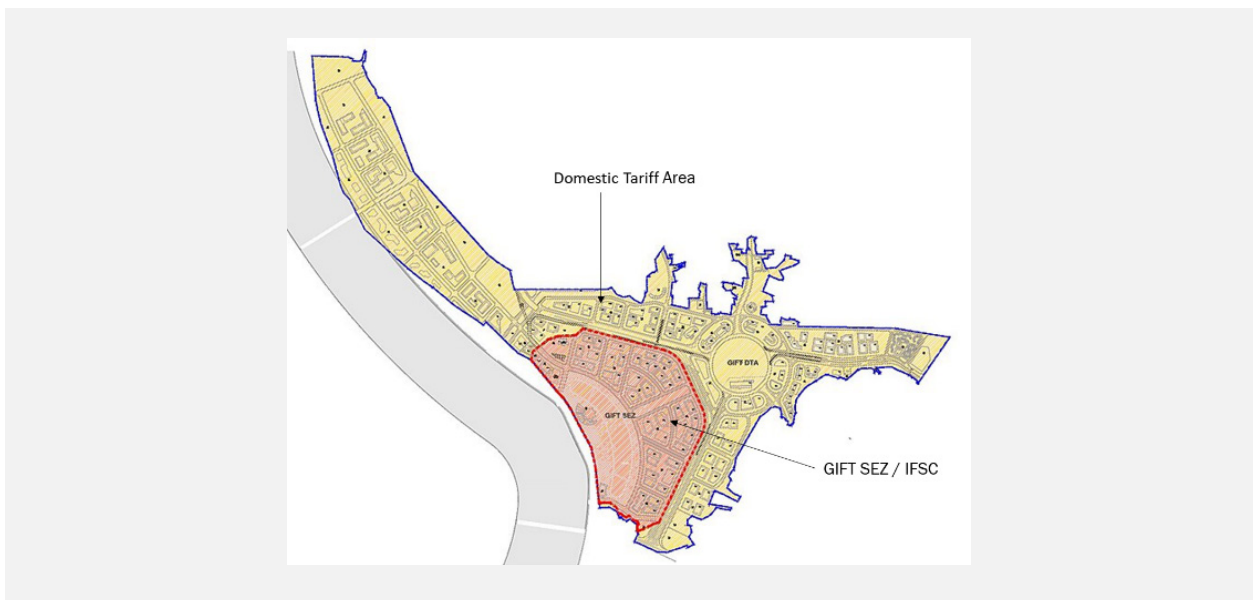 Domestic Tariff Area
GIFT DTA
GIFT SEZ
GIFT SEZ / IFSC